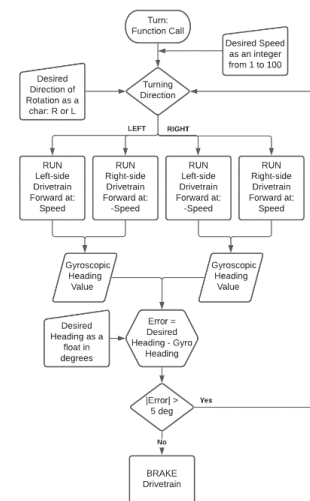 Turn:
Function Call
Desired Speed
as an integer
from 1 to 100
Desired
Direction of
Rotation as a
char: R or L
Turning
Direction
LEFT
RIGHT
RUN
Left-side
Drivetrain
Forward at:
Speed
RUN
Right-side
Drivetrain
Forward at:
-Speed
RUN
Left-side
Drivetrain
Forward at:
-Speed
RUN
Right-side
Drivetrain
Forward at:
Speed
Gyroscopic
Heading
Value
Gyroscopic
Heading
Value
Desired
Heading as a
float in
degrees
Error =
Desired
Heading - Gyro
Heading
|Error| >
5 deg
Yes
No
BRAKE
Drivetrain